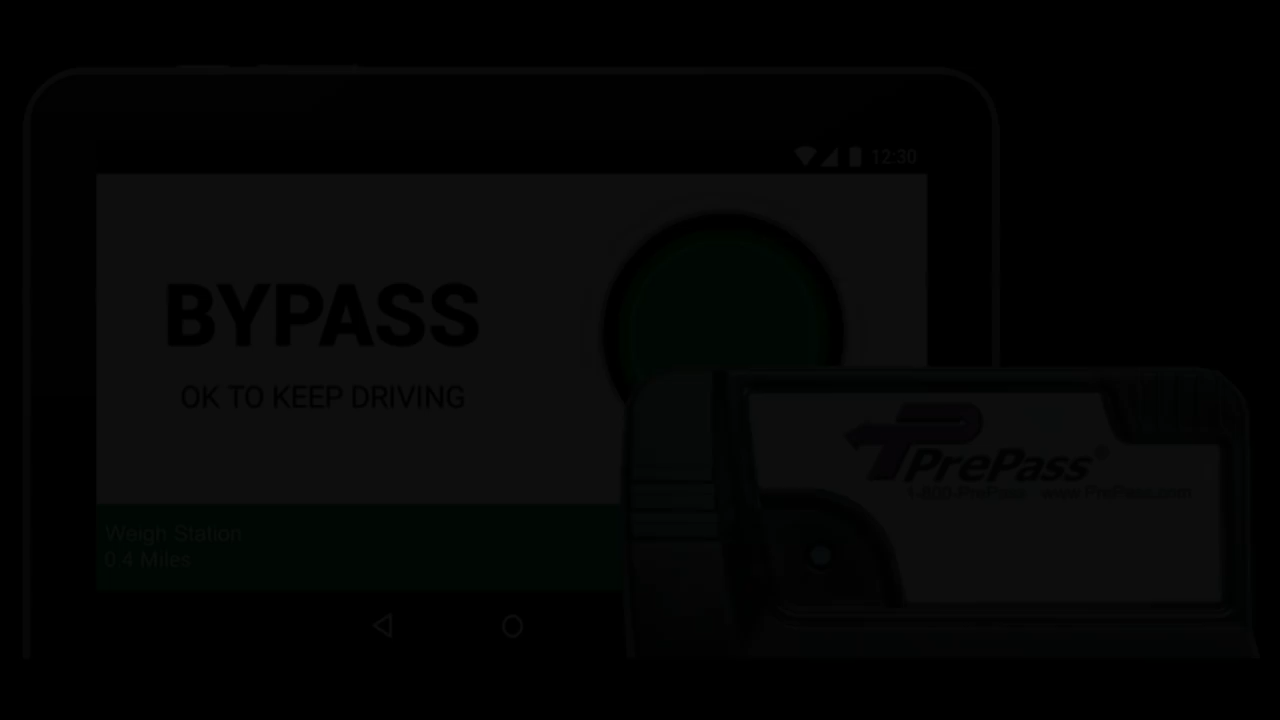 12:30
BYPASS
OK TO KEEP DRIVING
PrePass®
1-800-PrePass www.PrePass.com
Weigh Station
0.4 Miles